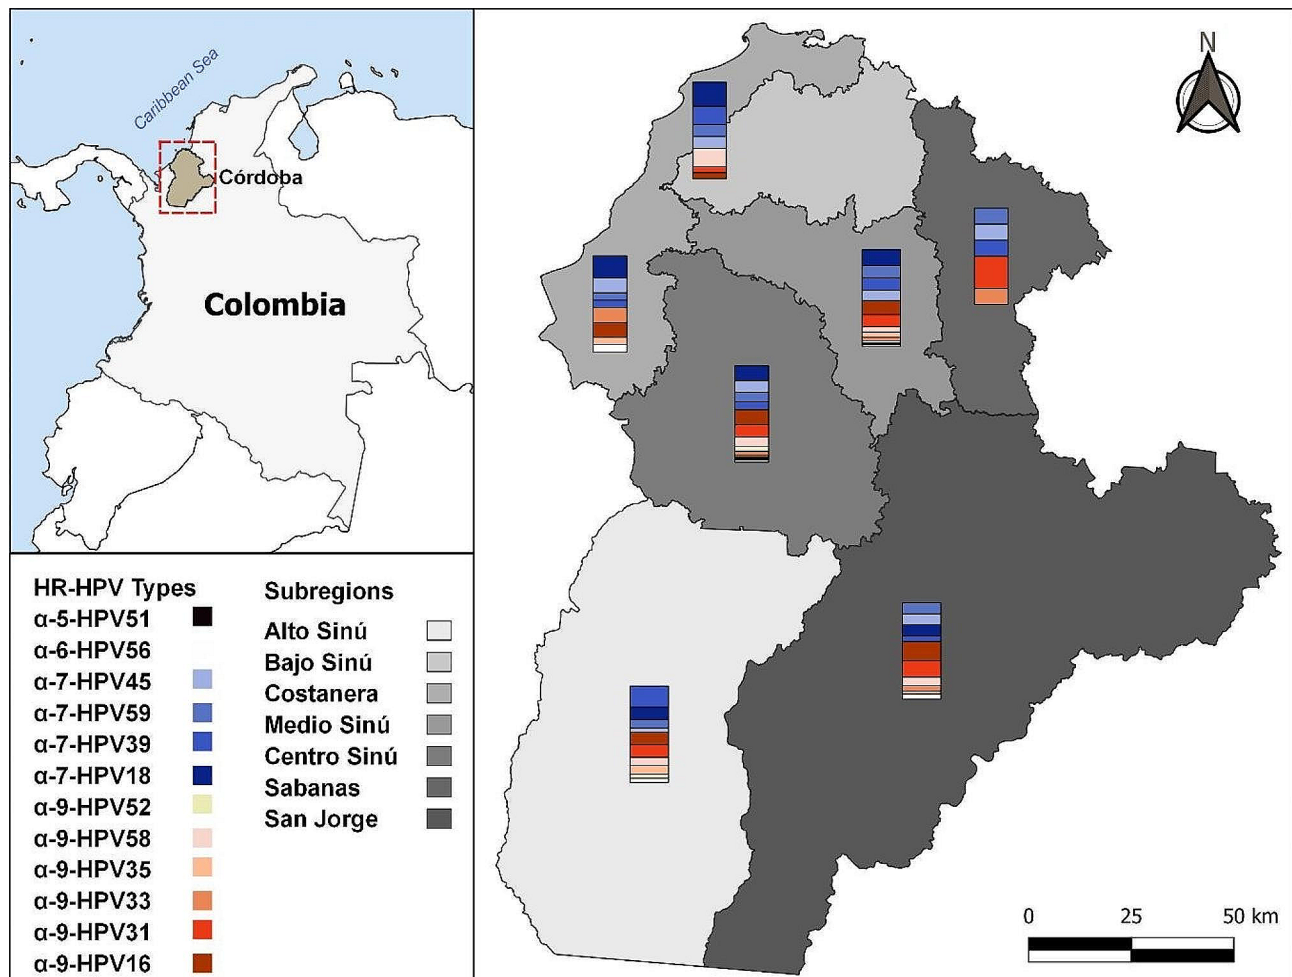 Caribbean Sea
Córdoba
Colombia
HR-HPV Types
α-5-HPV51
α-6-HPV56
α-7-HPV45
α-7-HPV59
α-7-HPV39
α-7-HPV18
α-9-HPV52
α-9-HPV58
α-9-HPV35
α-9-HPV33
α-9-HPV31
α-9-HPV16
Subregions
Alto Sinú
Bajo Sinú
Costanera
Medio Sinú
Centro Sinú
Sabanas
San Jorge
N
0 25 50 km